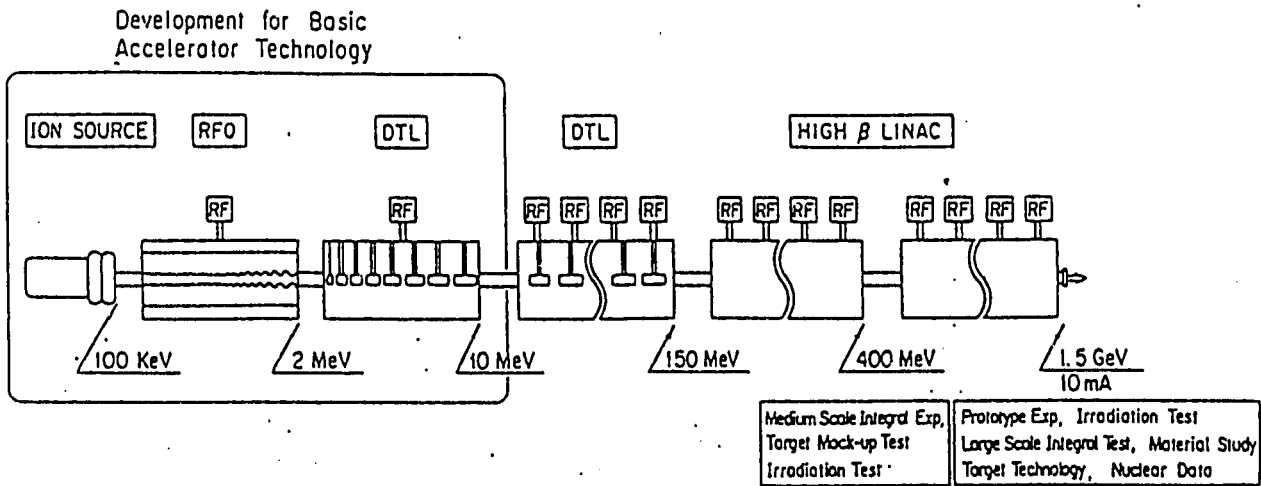 Development for Basic
Accelerator Technology
ION SOURCE
RFQ
DTL
DTL
HIGH β LINAC
RF
RF
RF RF RF RF
RF RF RF RF
RF RF RF RF
100 KeV
2 MeV
10 MeV
150 MeV
400 MeV
1.5 GeV
10 mA
Medium Scale Integral Exp,
Target Mock-up Test
Irradiation Test
Prototype Exp, Irradiation Test
Large Scale Integral Test, Material Study
Target Technology, Nuclear Data